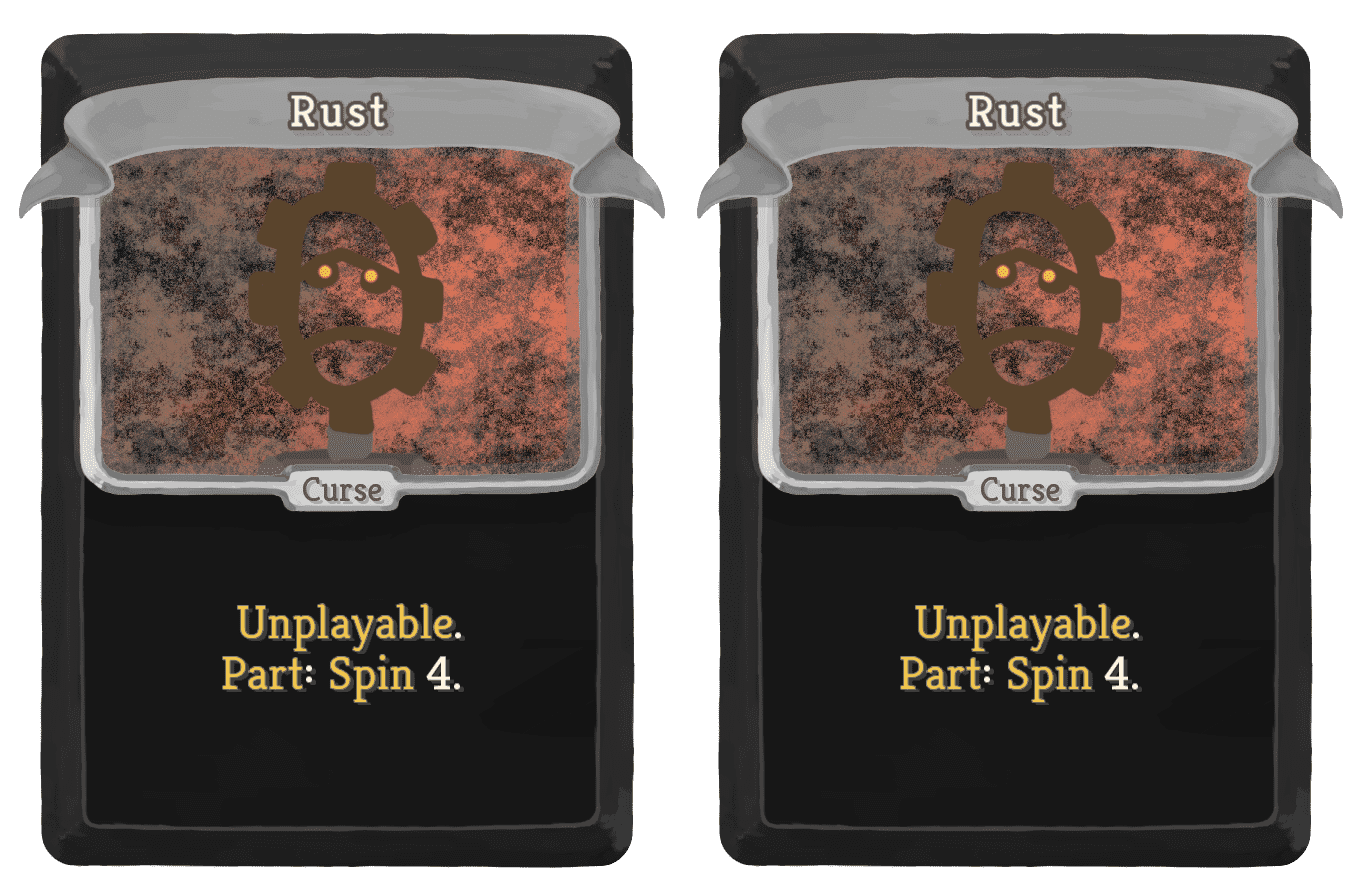 Rust
Curse
Unplayable.
Part: Spin 4.
Rust
Curse
Unplayable.
Part: Spin 4.